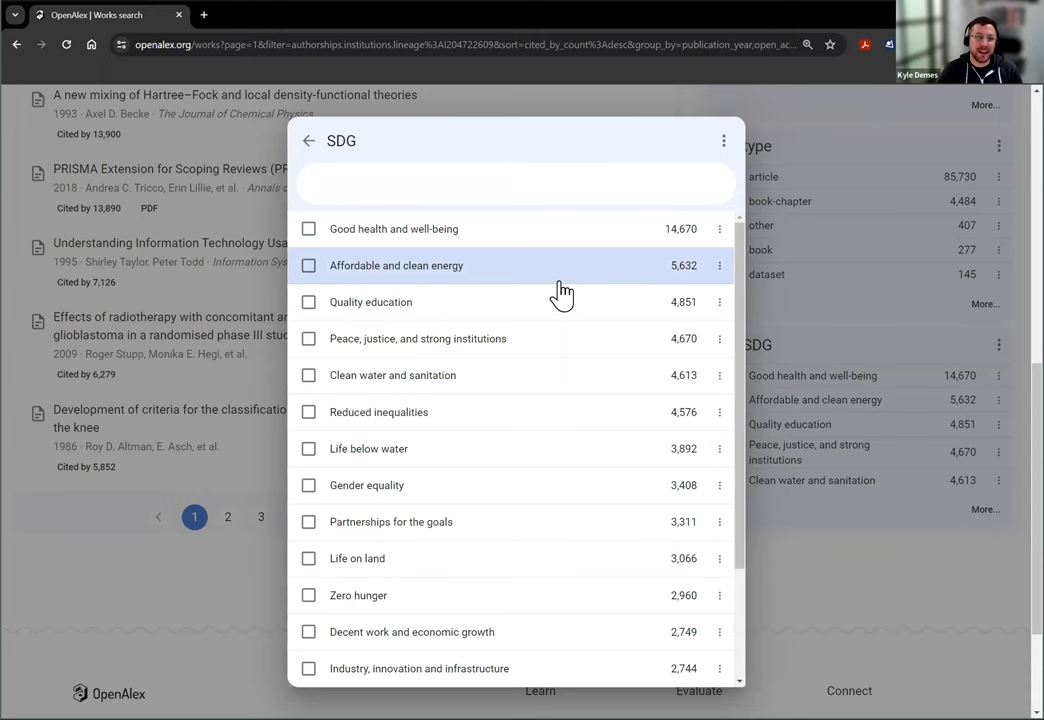 OpenAlex | Works search
openalex.org/works?page=1&filter=authorships.institutions.lineage%3AI204722609&sort=cited_by_count%3Adesc&group_by=publication_year,open_ac...
Kyle Demes
A new mixing of Hartree–Fock and local density-functional theories
1993 · Axel D. Becke · The Journal of Chemical Physics
Cited by 13,900
PRISMA Extension for Scoping Reviews (PR
2018 · Andrea C. Tricco, Erin Lillie, et al. · Annals
Cited by 13,890 PDF
Understanding Information Technology Usa
1995 · Shirley Taylor, Peter Todd · Information Sys
Cited by 7,126
Effects of radiotherapy with concomitant an
glioblastoma in a randomised phase III stu
2009 · Roger Stupp, Monika E. Hegi, et al.
Cited by 6,279
Development of criteria for the classificatio
the knee
1986 · Roy D. Altman, E. Asch, et al.
Cited by 5,852
1 2 3
SDG
Good health and well-being 14,670
Affordable and clean energy 5,632
Quality education 4,851
Peace, justice, and strong institutions 4,670
Clean water and sanitation 4,613
Reduced inequalities 4,576
Life below water 3,892
Gender equality 3,408
Partnerships for the goals 3,311
Life on land 3,066
Zero hunger 2,960
Decent work and economic growth 2,749
Industry, innovation and infrastructure 2,744
More...
type
article 85,730
book-chapter 4,484
other 407
book 277
dataset 145
More...
SDG
Good health and well-being 14,670
Affordable and clean energy 5,632
Quality education 4,851
Peace, justice, and strong
institutions 4,670
Clean water and sanitation 4,613
More...
OpenAlex
Learn
Evaluate
Connect